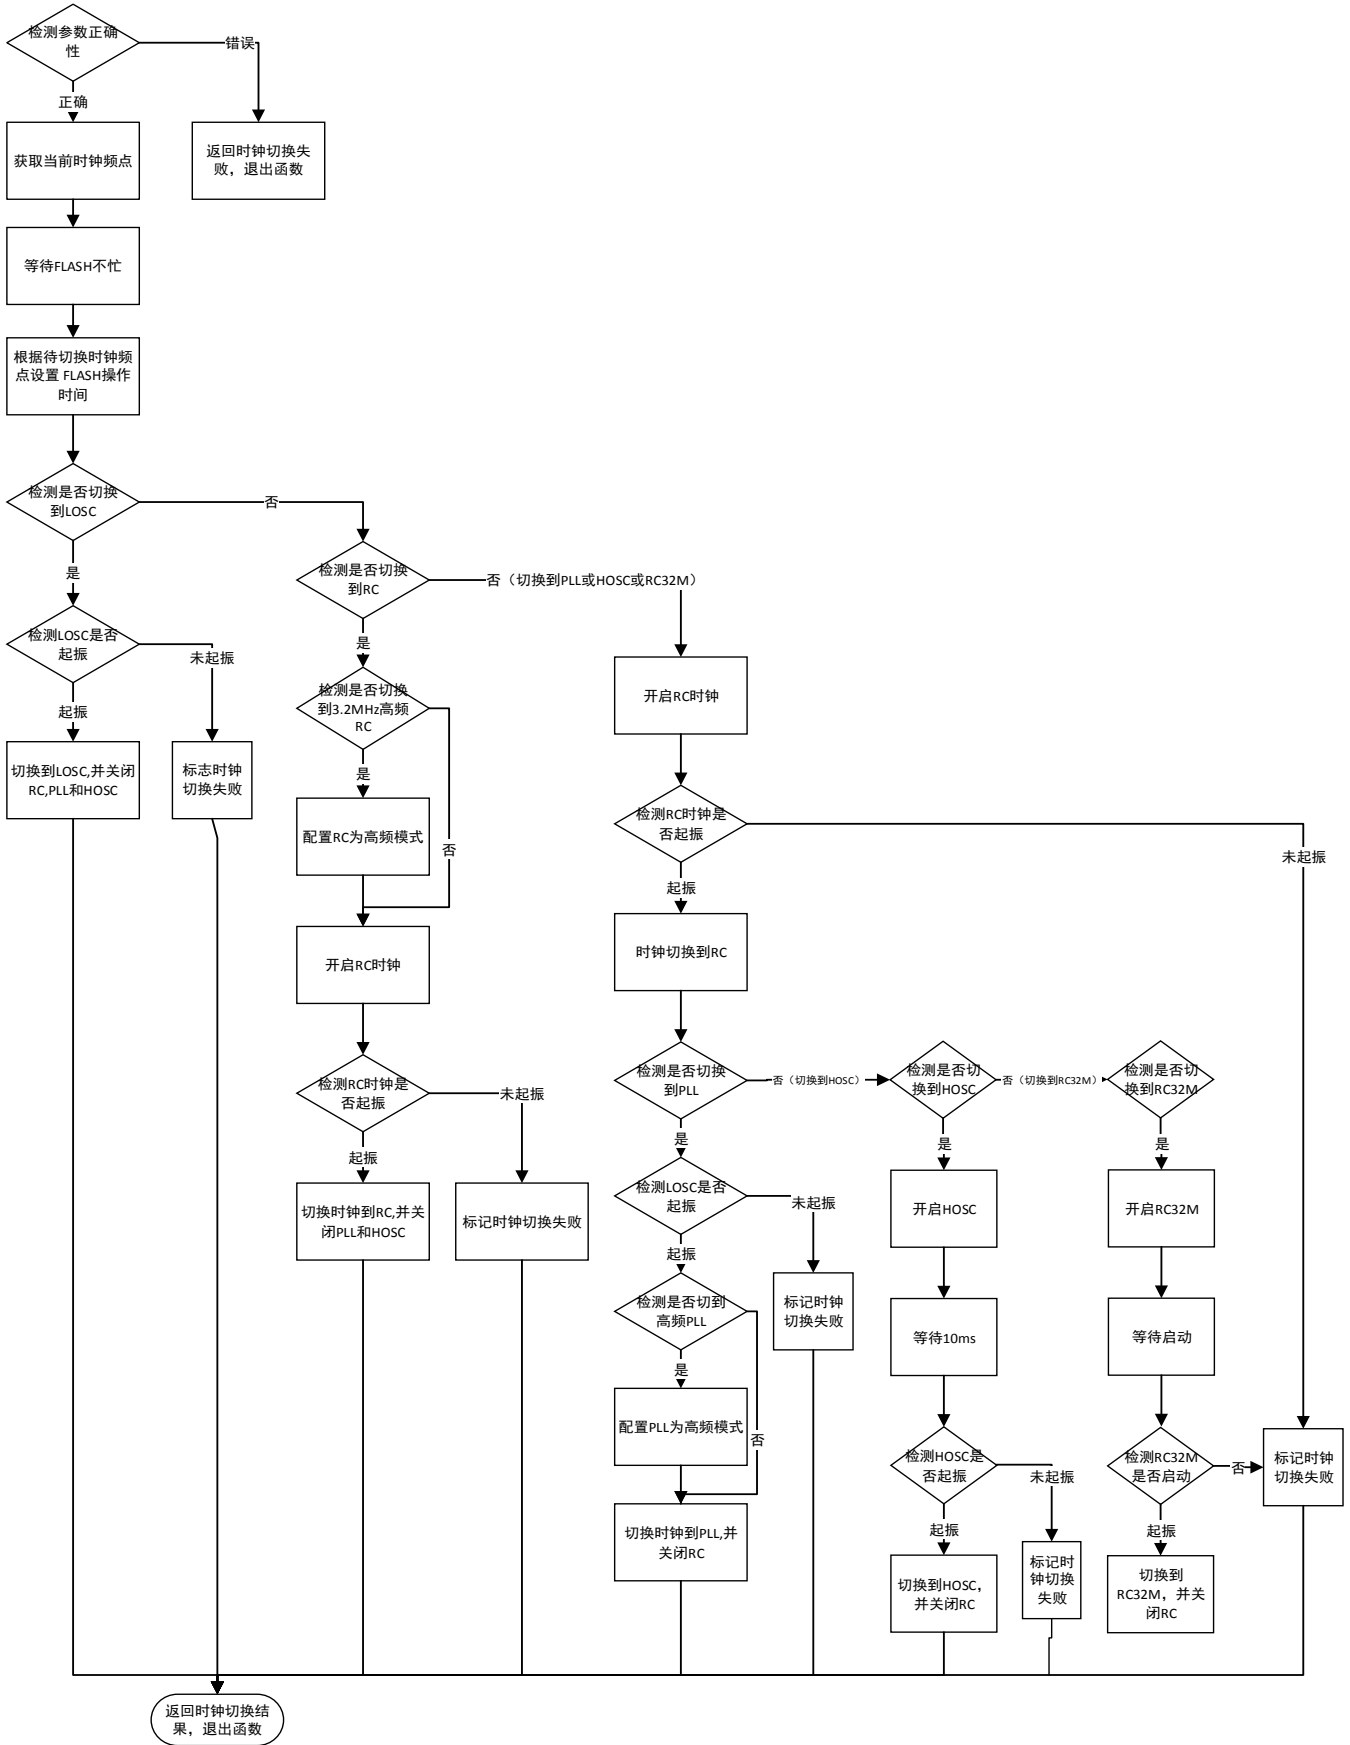 检测参数正确
性
错误
正确
获取当前时钟频点
返回时钟切换失
败，退出函数
等待FLASH不忙
根据待切换时钟频
点设置 FLASH操作
时间
检测是否切换
到LOSC
否
是
检测是否切换
到RC
否（切换到PLL或HOSC或RC32M）
检测LOSC是否
起振
未起振
起振
切换到LOSC,并关闭
RC,PLL和HOSC
标志时钟
切换失败
是
检测是否切换
到3.2MHz高频
RC
是
否
配置RC为高频模式
开启RC时钟
检测RC时钟是
否起振
未起振
起振
切换时钟到RC,并关
闭PLL和HOSC
标记时钟切换失败
开启RC时钟
检测RC时钟是
否起振
未起振
起振
时钟切换到RC
检测是否切换
到PLL
否（切换到HOSC）
检测是否切
换到HOSC
否（切换到RC32M）
检测是否切
换到RC32M
是
检测LOSC是否
起振
未起振
起振
检测是否切到
高频PLL
标记时钟
切换失败
是
配置PLL为高频模式
否
切换时钟到PLL,并
关闭RC
是
开启HOSC
等待10ms
检测HOSC是
否起振
未起振
起振
切换到HOSC，
并关闭RC
标记时
钟切换
失败
是
开启RC32M
等待启动
检测RC32M
是否启动
否
标记时钟
切换失败
起振
切换到
RC32M，并关
闭RC
返回时钟切换结
果，退出函数